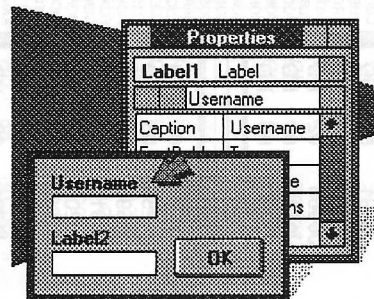 Properties
Label1 Label
Username
Caption Username
Username
Label2
OK